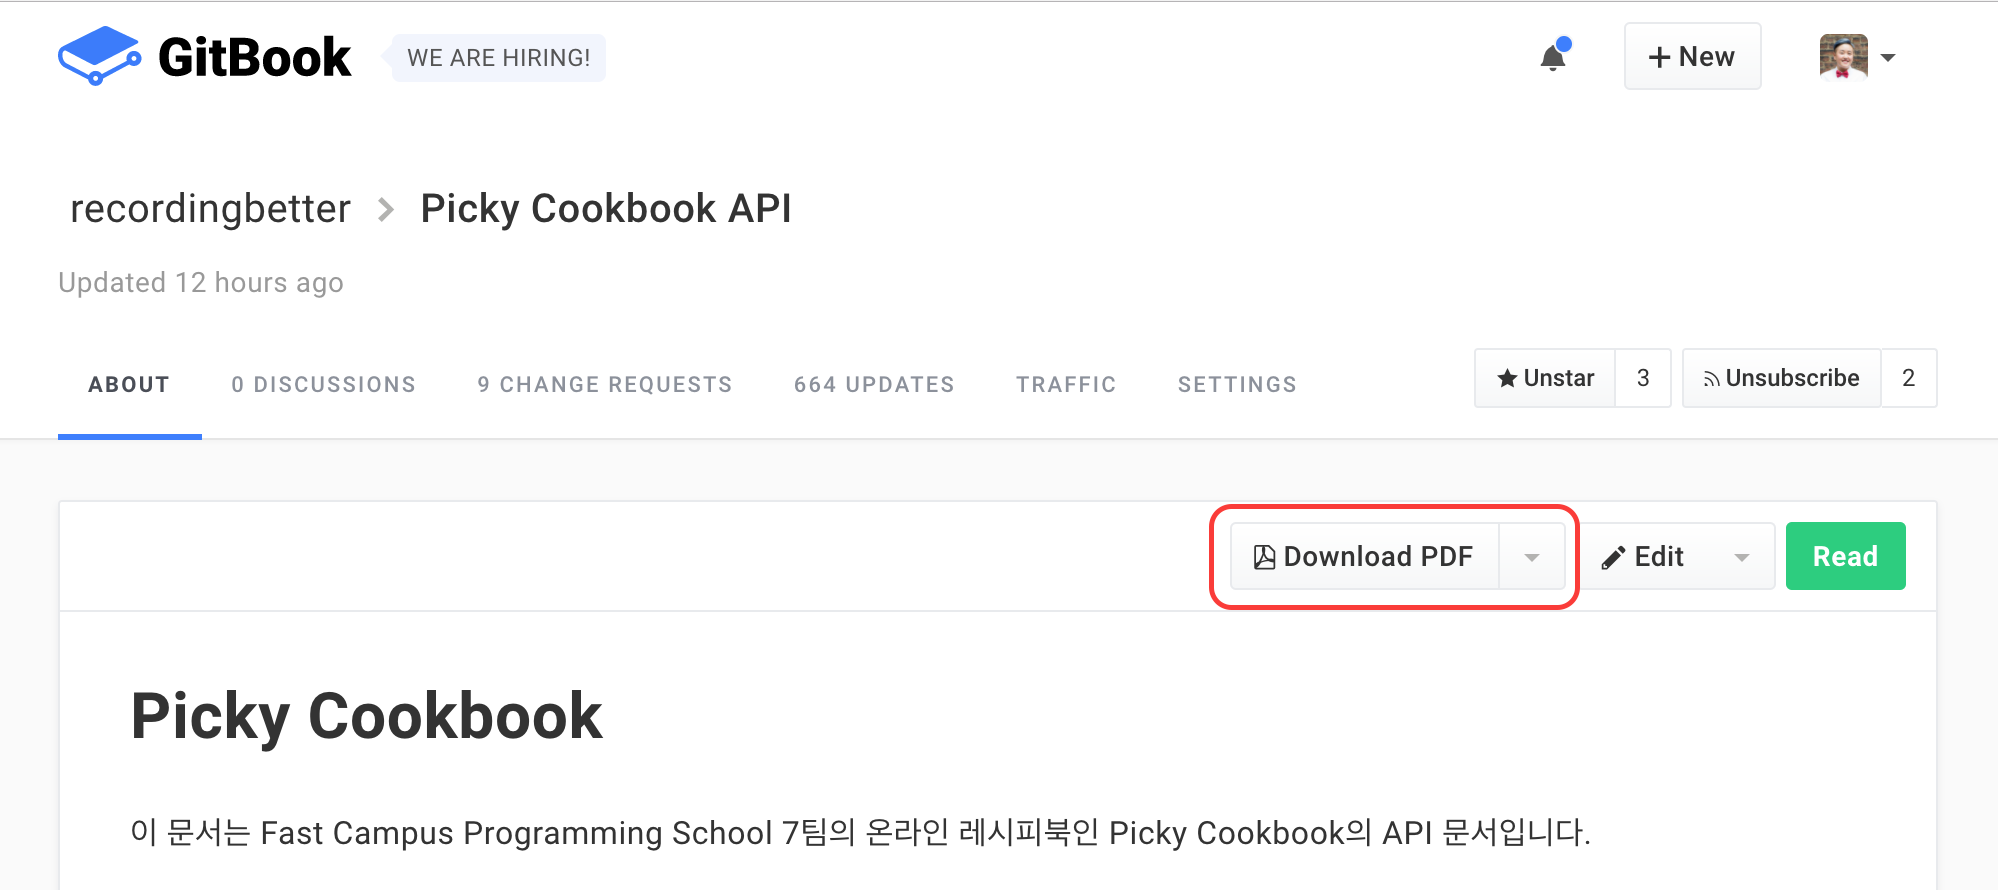 GitBook WE ARE HIRING! New
recordingbetter > Picky Cookbook API
Updated 12 hours ago
ABOUT 0 DISCUSSIONS 9 CHANGE REQUESTS 664 UPDATES TRAFFIC SETTINGS Unstar 3 Unsubscribe 2
Download PDF Edit Read
Picky Cookbook
이 문서는 Fast Campus Programming School 7팀의 온라인 레시피북인 Picky Cookbook의 API 문서입니다.